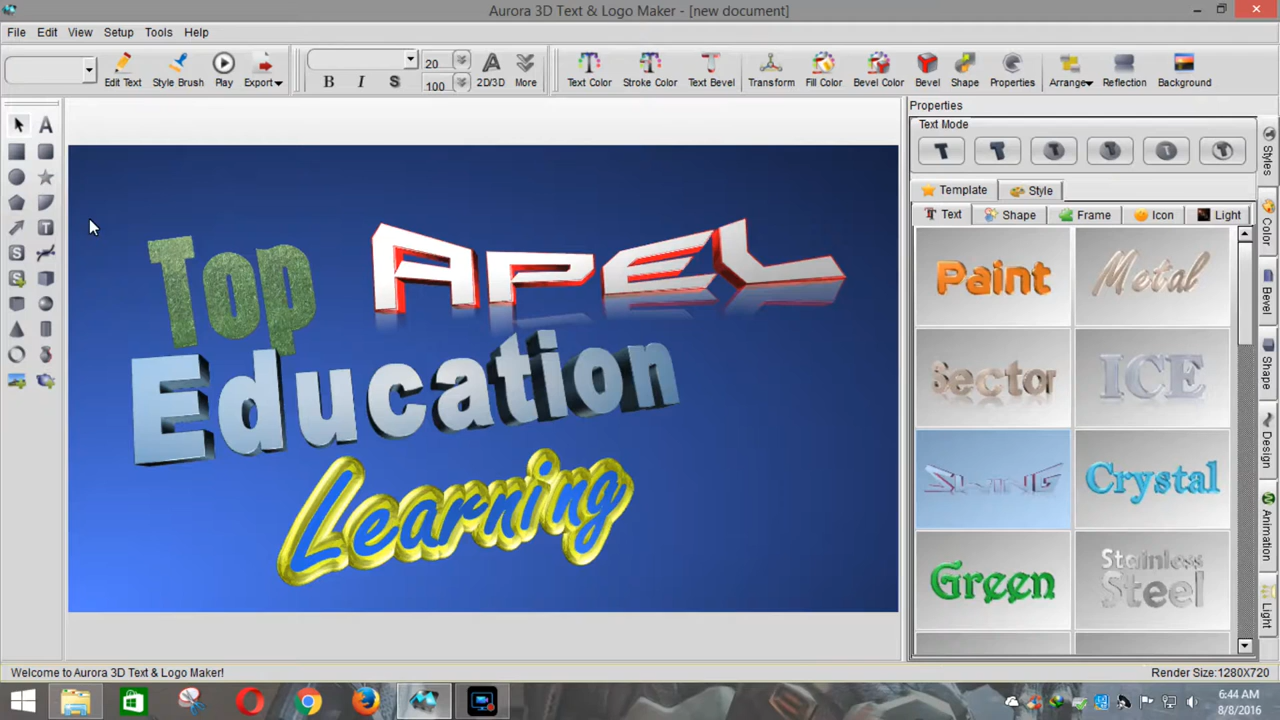 Aurora 3D Text & Logo Maker - [new document]
File Edit View Setup Tools Help
20
100
Edit Text Style Brush Play Export B I S 2D/3D More Text Color Stroke Color Text Bevel Transform Fill Color Bevel Color Bevel Shape Properties Arrange Reflection Background
Properties
Text Mode
Template Style
Text Shape Frame Icon Light
Top APEL
Education
Learning
Paint Metal
Sector ICE
SWING Crystal
Green Stainless Steel
Styles
Color
Bevel
Shape
Design
Animation
Light
Welcome to Aurora 3D Text & Logo Maker! Render Size:1280X720
6:44 AM
8/8/2016